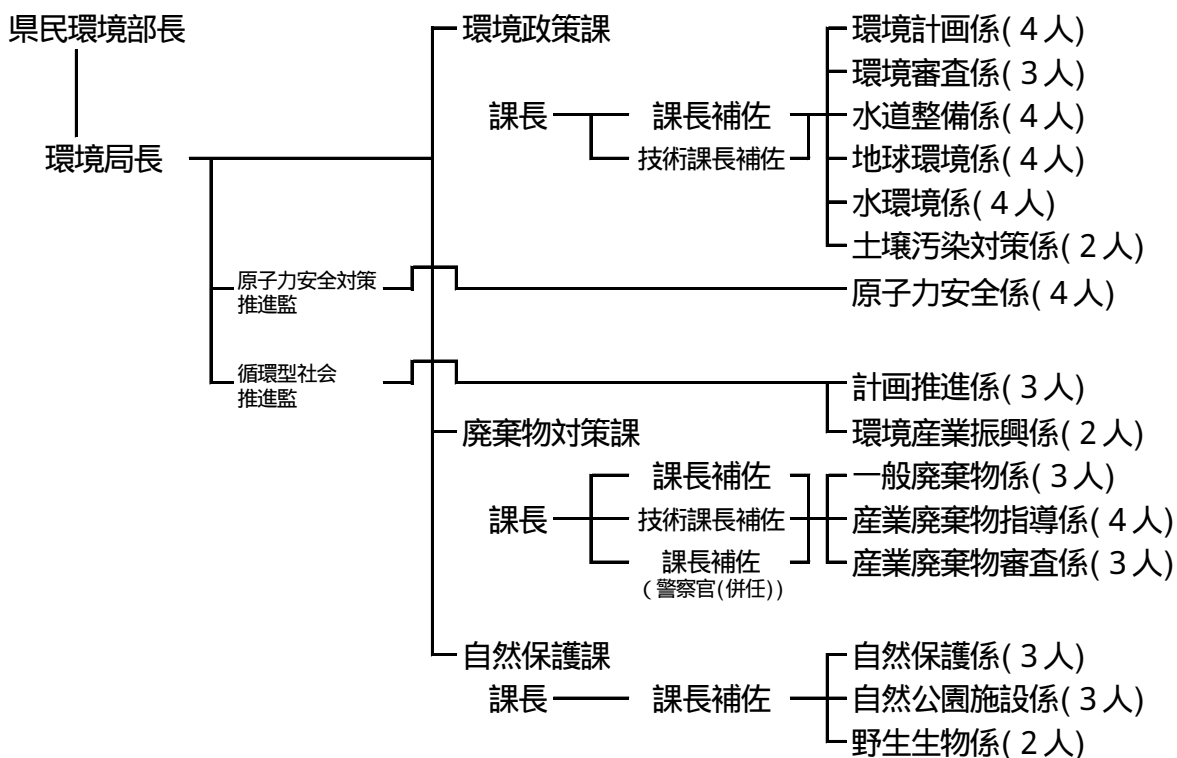 県民環境部長
環境政策課
環境計画係(4人)
環境審査係(3人)
課長
課長補佐
水道整備係(4人)
環境局長
技術課長補佐
地球環境係(4人)
水環境係(4人)
土壌汚染対策係(2人)
原子力安全対策
推進監
原子力安全係(4人)
循環型社会
推進監
計画推進係(3人)
廃棄物対策課
環境産業振興係(2人)
課長補佐
一般廃棄物係(3人)
課長
技術課長補佐
産業廃棄物指導係(4人)
課長補佐
(警察官(併任))
産業廃棄物審査係(3人)
自然保護課
自然保護係(3人)
課長
課長補佐
自然公園施設係(3人)
野生生物係(2人)